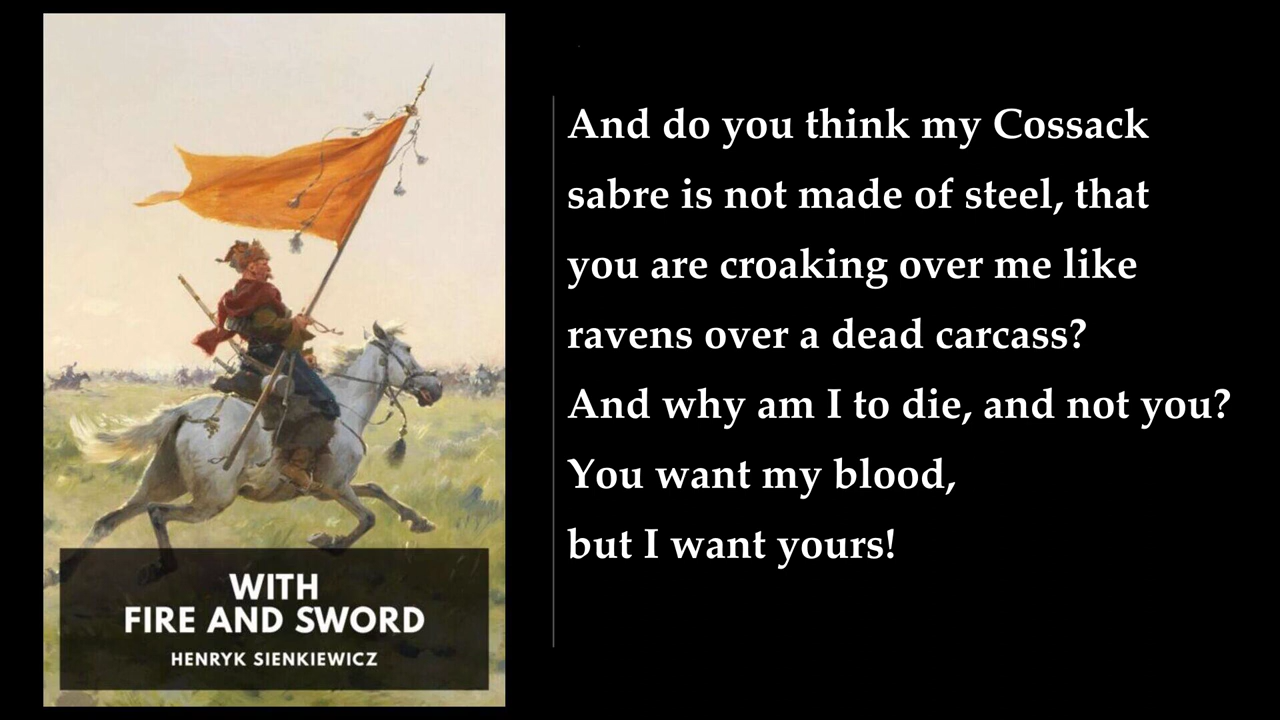 And do you think my Cossack
sabre is not made of steel, that
you are croaking over me like
ravens over a dead carcass?
And why am I to die, and not you?
You want my blood,
but I want yours!
WITH
FIRE AND SWORD
HENRYK SIENKIEWICZ